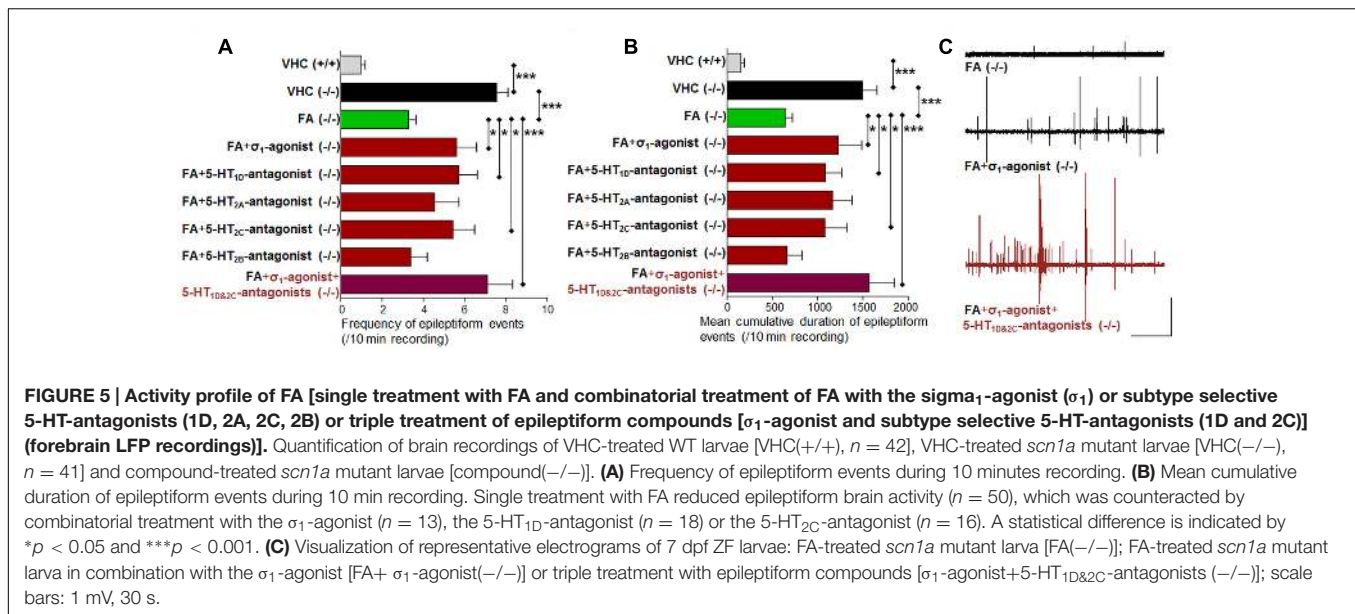 A
VHC (+/+)
VHC (-/-)
FA (-/-)
FA+σ1-agonist (-/-)
FA+5-HT1D-antagonist (-/-)
FA+5-HT2A-antagonist (-/-)
FA+5-HT2C-antagonist (-/-)
FA+5-HT2B-antagonist (-/-)
FA+σ1-agonist+
5-HT1D&2C-antagonists (-/-)
***
***
* * * ***
0 2 4 6 8 10
Frequency of epileptiform events
(/10 min recording)
B
VHC (+/+)
VHC (-/-)
FA (-/-)
FA+σ1-agonist (-/-)
FA+5-HT1D-antagonist (-/-)
FA+5-HT2A-antagonist (-/-)
FA+5-HT2C-antagonist (-/-)
FA+5-HT2B-antagonist (-/-)
FA+σ1-agonist+
5-HT1D&2C-antagonists (-/-)
***
***
* * * ***
0 500 1000 1500 2000
Mean cumulative duration of epileptiform
events (/10 min recording)
C
FA (-/-)
FA+σ1-agonist (-/-)
FA+σ1-agonist+
5-HT1D&2C-antagonists (-/-)
FIGURE 5 | Activity profile of FA [single treatment with FA and combinatorial treatment of FA with the sigma1-agonist (σ1) or subtype selective
5-HT-antagonists (1D, 2A, 2C, 2B) or triple treatment of epileptiform compounds [σ1-agonist and subtype selective 5-HT-antagonists (1D and 2C)]
(forebrain LFP recordings)]. Quantification of brain recordings of VHC-treated WT larvae [VHC(+/+), n = 42], VHC-treated scn1a mutant larvae [VHC(−/−),
n = 41] and compound-treated scn1a mutant larvae [compound(−/−)]. (A) Frequency of epileptiform events during 10 minutes recording. (B) Mean cumulative
duration of epileptiform events during 10 min recording. Single treatment with FA reduced epileptiform brain activity (n = 50), which was counteracted by
combinatorial treatment with the σ1-agonist (n = 13), the 5-HT1D-antagonist (n = 18) or the 5-HT2C-antagonist (n = 16). A statistical difference is indicated by
*p < 0.05 and ***p < 0.001. (C) Visualization of representative electrograms of 7 dpf ZF larvae: FA-treated scn1a mutant larva [FA(−/−)]; FA-treated scn1a mutant
larva in combination with the σ1-agonist [FA+ σ1-agonist(−/−)] or triple treatment with epileptiform compounds [σ1-agonist+5-HT1D&2C-antagonists (−/−)]; scale
bars: 1 mV, 30 s.